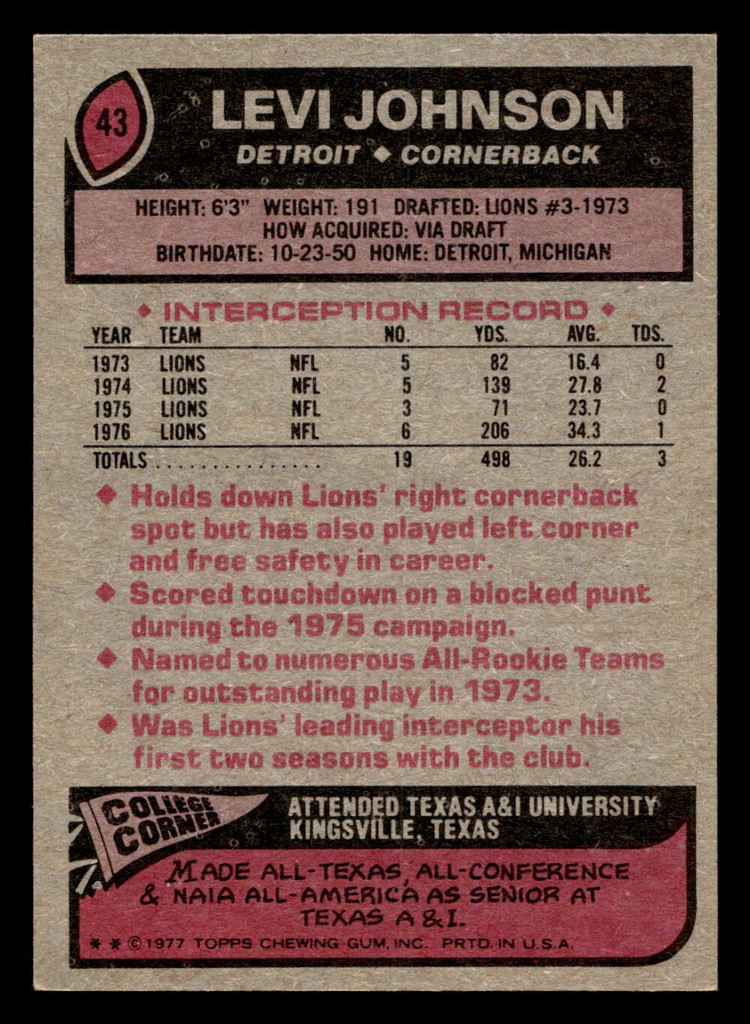 43
LEVI JOHNSON
DETROIT ◆ CORNERBACK
HEIGHT: 6'3" WEIGHT: 191 DRAFTED: LIONS #3-1973
HOW ACQUIRED: VIA DRAFT
BIRTHDATE: 10-23-50 HOME: DETROIT, MICHIGAN
◆ INTERCEPTION RECORD ◆
YEAR TEAM NO. YDS. AVG. TDS.
1973 LIONS NFL 5 82 16.4 0
1974 LIONS NFL 5 139 27.8 2
1975 LIONS NFL 3 71 23.7 0
1976 LIONS NFL 6 206 34.3 1
TOTALS ................ 19 498 26.2 3
◆ Holds down Lions' right cornerback
spot but has also played left corner
and free safety in career.
◆ Scored touchdown on a blocked punt
during the 1975 campaign.
◆ Named to numerous All-Rookie Teams
for outstanding play in 1973.
◆ Was Lions' leading interceptor his
first two seasons with the club.
COLLEGE
CORNER
ATTENDED TEXAS A&I UNIVERSITY
KINGSVILLE, TEXAS
MADE ALL-TEXAS, ALL-CONFERENCE
& NAIA ALL-AMERICA AS SENIOR AT
TEXAS A & I.
* * © 1977 TOPPS CHEWING GUM, INC. PRTD. IN U.S.A.